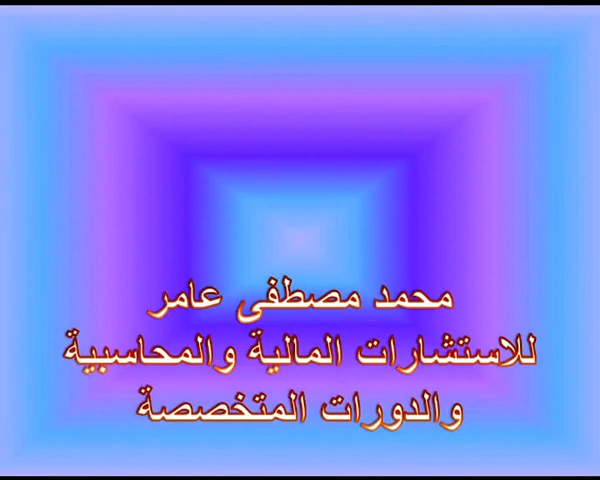 محمد مصطفى عامر
للاستشارات المالية والمحاسبية
والدورات المتخصصة